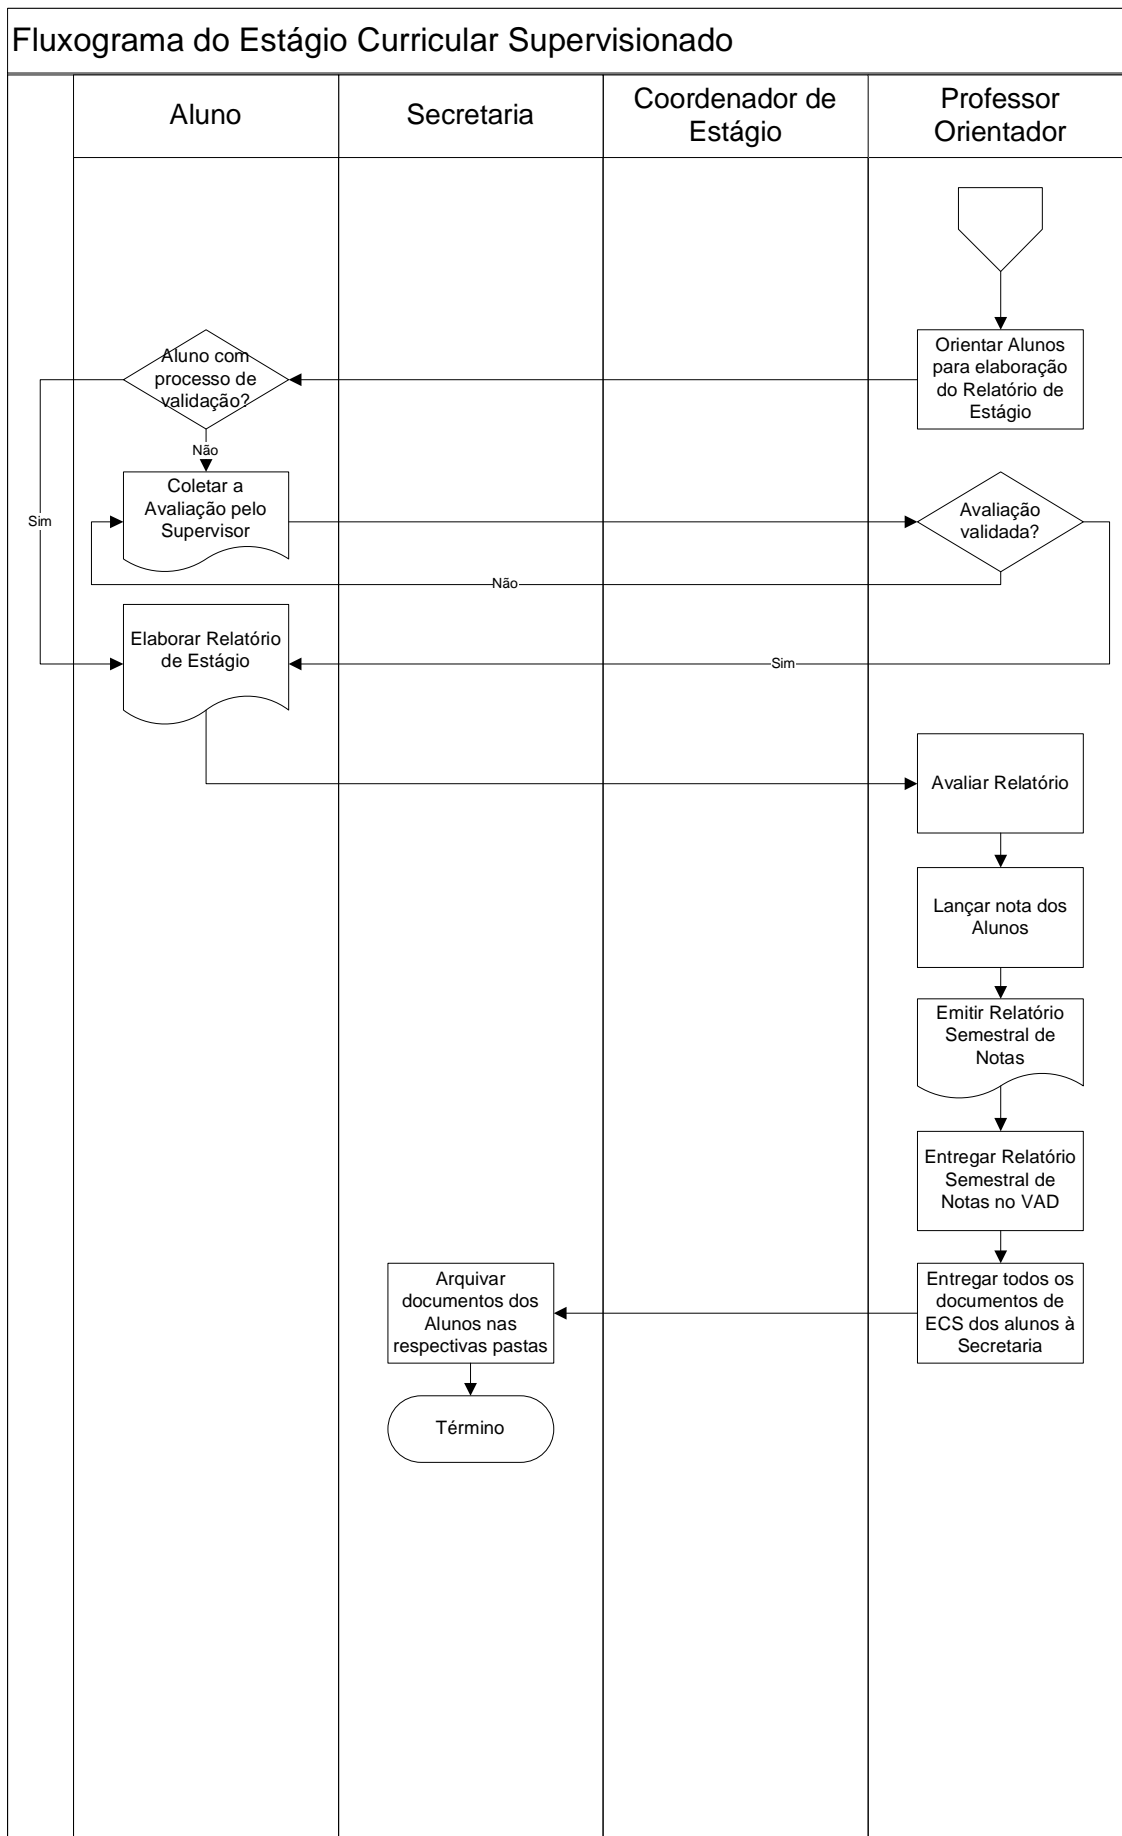 Fluxograma do Estágio Curricular Supervisionado
Aluno
Secretaria
Coordenador de
Estágio
Professor
Orientador
Orientar Alunos
para elaboração
do Relatório de
Estágio
Aluno com
processo de
validação?
Não
Sim
Coletar a
Avaliação pelo
Supervisor
Avaliação
validada?
Não
Elaborar Relatório
de Estágio
Sim
Avaliar Relatório
Lançar nota dos
Alunos
Emitir Relatório
Semestral de
Notas
Entregar Relatório
Semestral de
Notas no VAD
Entregar todos os
documentos de
ECS dos alunos à
Secretaria
Arquivar
documentos dos
Alunos nas
respectivas pastas
Término